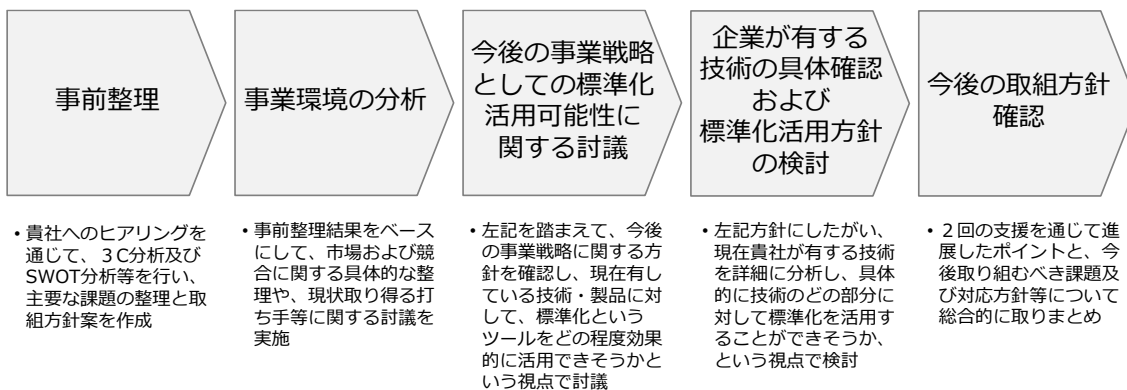 事前整理
事業環境の分析
今後の事業戦略
としての標準化
活用可能性に
関する討議
企業が有する
技術の具体確認
および
標準化活用方針
の検討
今後の取組方針
確認
• 貴社へのヒアリングを
通じて、３C分析及び
SWOT分析等を行い、
主要な課題の整理と取
組方針案を作成
• 事前整理結果をベース
にして、市場および競
合に関する具体的な整
理や、現状取り得る打
ち手等に関する討議を
実施
• 左記を踏まえて、今後
の事業戦略に関する方
針を確認し、現在有し
ている技術・製品に対
して、標準化という
ツールをどの程度効果
的に活用できそうかと
いう視点で討議
• 左記方針にしたがい、
現在貴社が有する技術
を詳細に分析し、具体
的に技術のどの部分に
対して標準化を活用す
ることができそうか、
という視点で検討
• ２回の支援を通じて進
展したポイントと、今
後取り組むべき課題及
び対応方針等について
総合的に取りまとめ